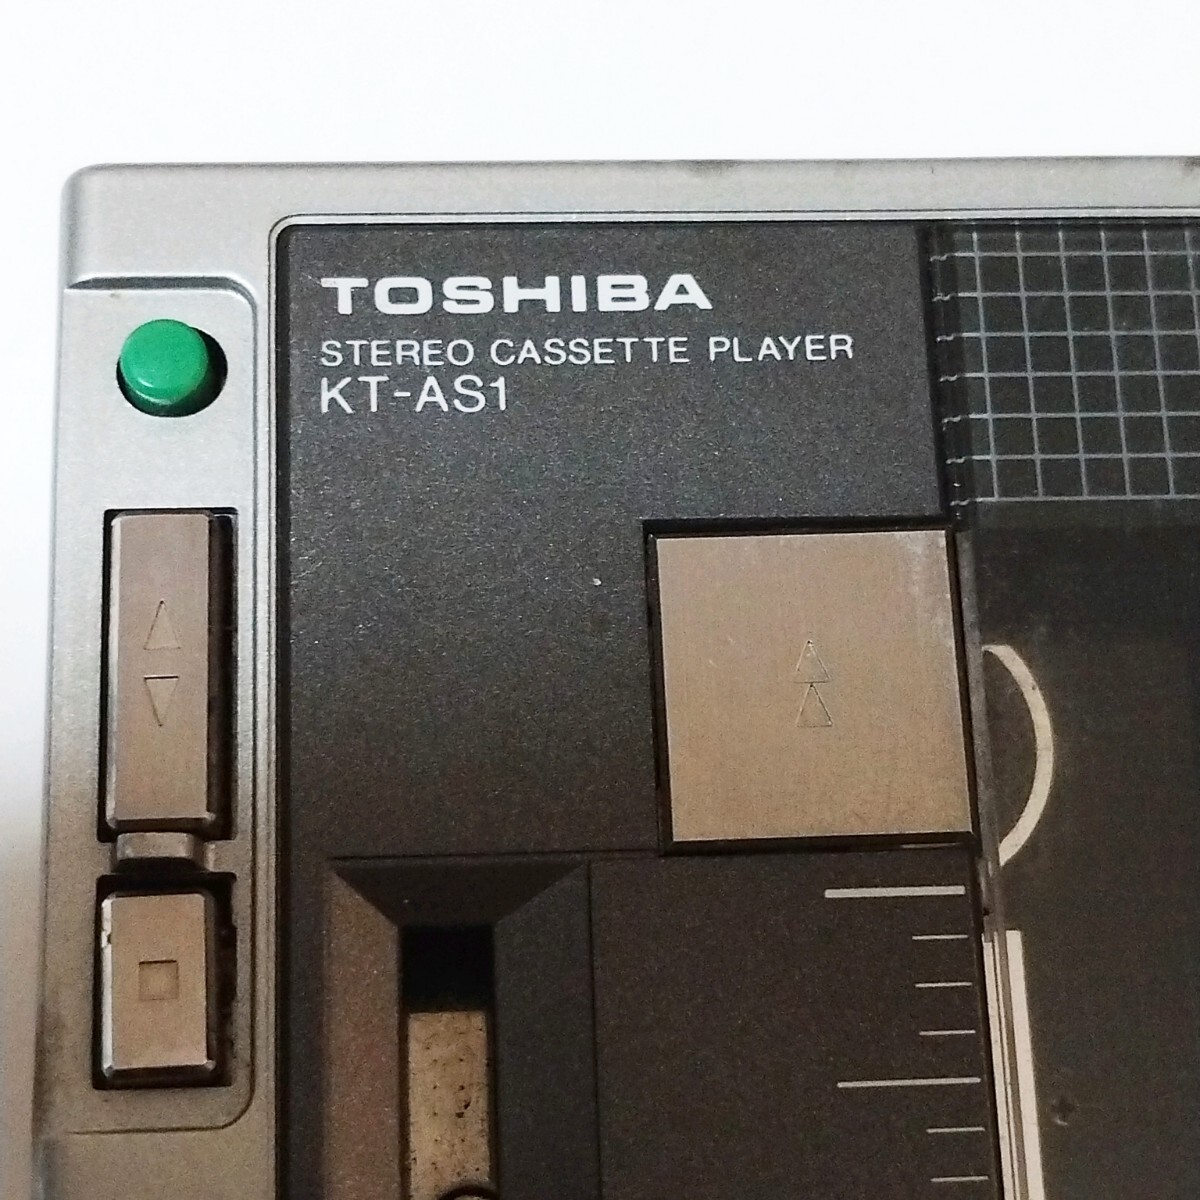 TOSHIBA
STEREO CASSETTE PLAYER
KT-AS1